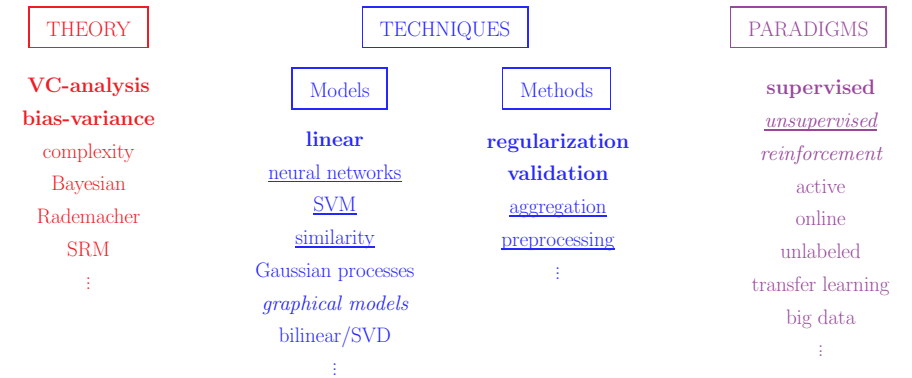 THEORY
VC-analysis
bias-variance
complexity
Bayesian
Rademacher
SRM
⋮
TECHNIQUES
Models
linear
neural networks
SVM
similarity
Gaussian processes
graphical models
bilinear/SVD
⋮
Methods
regularization
validation
aggregation
preprocessing
⋮
PARADIGMS
supervised
unsupervised
reinforcement
active
online
unlabeled
transfer learning
big data
⋮